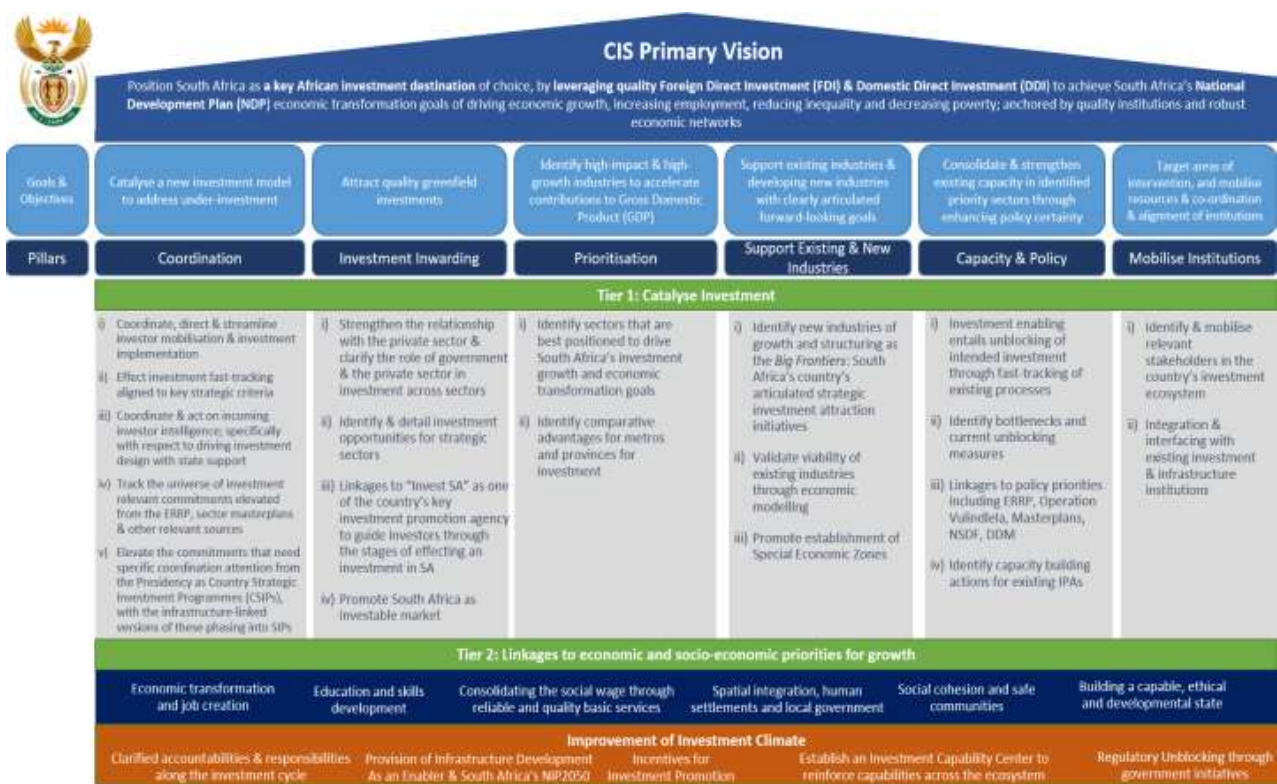 CIS Primary Vision
Position South Africa as a key African investment destination of choice, by leveraging quality Foreign Direct Investment (FDI) & Domestic Direct Investment (DDI) to achieve South Africa's National
Development Plan (NDP) economic transformation goals of driving economic growth, increasing employment, reducing inequality and decreasing poverty; anchored by quality institutions and robust
economic networks
Goals &
Objectives
Catalyse a new investment model
to address under-investment
Attract quality greenfield
investments
Identify high-impact & high-
growth industries to accelerate
contributions to Gross Domestic
Product (GDP)
Support existing industries &
developing new industries
with clearly articulated
forward-looking goals
Consolidate & strengthen
existing capacity in identified
priority sectors through
enhancing policy certainty
Target areas of
intervention, and mobilise
resources & co-ordination
& alignment of institutions
Pillars
Coordination
Investment Inwarding
Prioritisation
Support Existing & New
Industries
Capacity & Policy
Mobilise Institutions
Tier 1: Catalyse Investment
i) Coordinate, direct & streamline
investor mobilisation & investment
implementation
ii) Effect investment fast-tracking
aligned to key strategic criteria
iii) Coordinate & act on incoming
investor intelligence; specifically
with respect to driving investment
design with state support
iv) Track the universe of investment
relevant commitments elevated
from the ERRP, sector masterplans
& other relevant sources
v) Elevate the commitments that need
specific coordination attention from
the Presidency as Country Strategic
Investment Programmes (CSIPs),
with the infrastructure-linked
versions of these phasing into SIPs
i) Strengthen the relationship
with the private sector &
clarify the role of government
& the private sector in
investment across sectors
ii) Identify & detail investment
opportunities for strategic
sectors
iii) Linkages to "Invest SA" as one
of the country's key
investment promotion agency
to guide investors through
the stages of effecting an
investment in SA
iv) Promote South Africa as
investable market
i) Identify sectors that are
best positioned to drive
South Africa's investment
growth and economic
transformation goals
ii) Identify comparative
advantages for metros
and provinces for
investment
i) Identify new industries of
growth and structuring as
the Big Frontiers: South
Africa's country's
articulated strategic
investment attraction
initiatives
ii) Validate viability of
existing industries
through economic
modelling
iii) Promote establishment of
Special Economic Zones
i) Investment enabling
entails unblocking of
intended investment
through fast-tracking of
existing processes
ii) Identify bottlenecks and
current unblocking
measures
iii) Linkages to policy priorities
including ERRP, Operation
Vulindlela, Masterplans,
NSDF, DDM
iv) Identify capacity building
actions for existing IPAs
i) Identify & mobilise
relevant
stakeholders in the
country's investment
ecosystem
ii) Integration &
interfacing with
existing investment
& infrastructure
institutions
Tier 2: Linkages to economic and socio-economic priorities for growth
Economic transformation
and job creation
Education and skills
development
Consolidating the social wage through
reliable and quality basic services
Spatial integration, human
settlements and local government
Social cohesion and safe
communities
Building a capable, ethical
and developmental state
Improvement of Investment Climate
Clarified accountabilities & responsibilities
along the investment cycle
Provision of Infrastructure Development
As an Enabler & South Africa's NIP2050
Incentives for
Investment Promotion
Establish an Investment Capability Center to
reinforce capabilities across the ecosystem
Regulatory Unblocking through
government initiatives